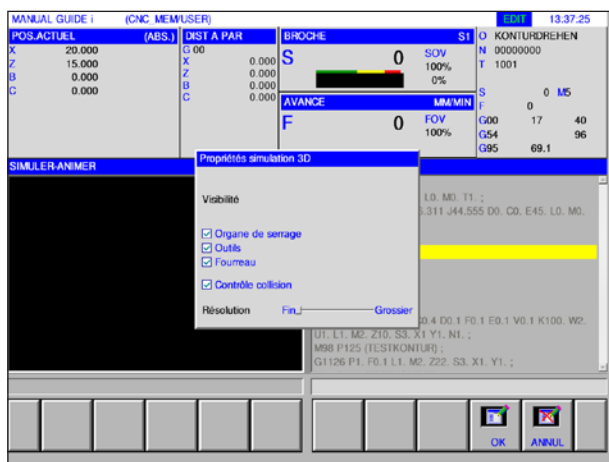 MANUAL GUIDE i (CNC_MEM/USER) EDIT 13:37:25
POS.ACTUEL (ABS.) DIST A PAR BROCHE S1 O KONTURDREHEN
X 20.000 G 00 S 0 SOV N 00000000
Z 15.000 X 0.000 100% T 1001
B 0.000 Z 0.000 0%
C 0.000 B 0.000 S 0 M5
C 0.000 AVANCE MM/MIN F 0
F 0 FOV G00 17 40
100% G54 96
G95 69.1
SIMULER-ANIMER
Propriétés simulation 3D
Visibilité
L0. M0. T1. ;
5.311 J44.555 D0. C0. E45. L0. M0.
Organe de serrage
Outils
Fourreau
Contrôle collision
Résolution Fin Grossier
0.4 D0.1 F0.1 E0.1 V0.1 K100. W2.
U1. L1. M2. Z10. S3. X1 Y1. N1. ;
M98 P125 (TESTKONTUR) ;
G1126 P1. F0.1 L1. M2. Z22. S3. X1. Y1. ;
OK ANNUL